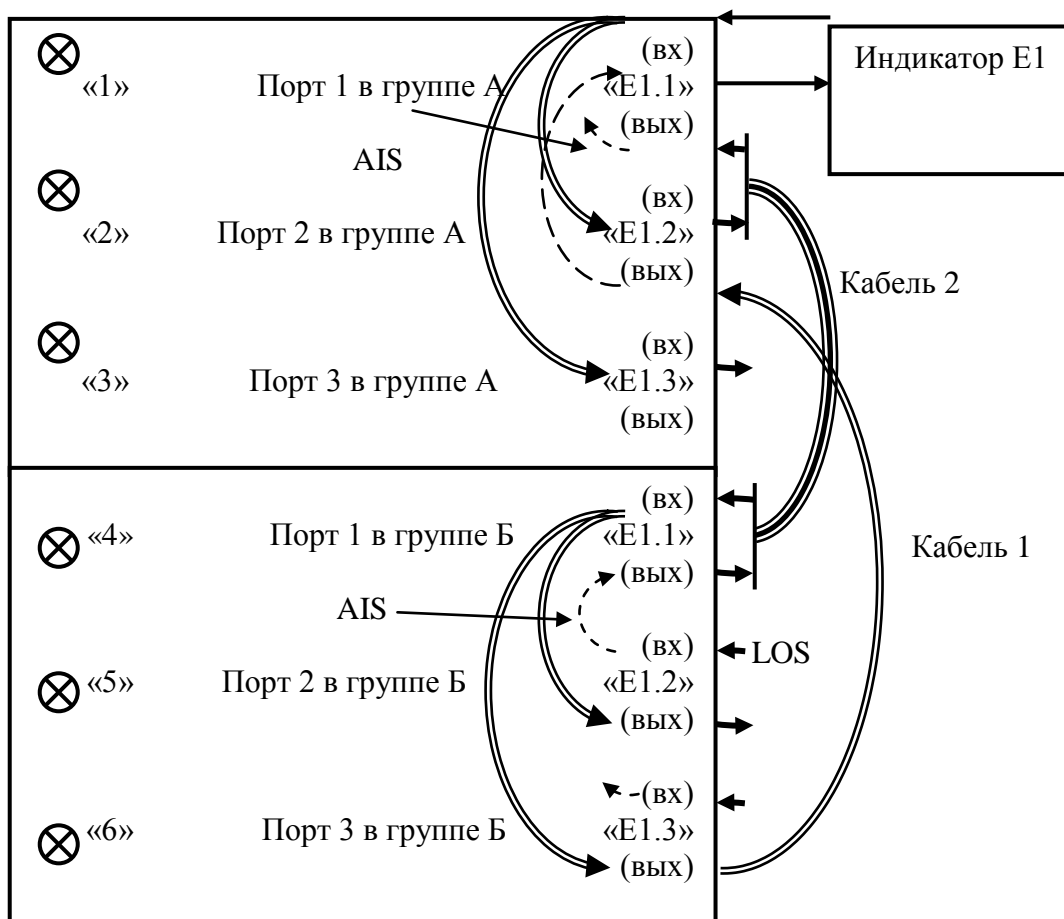 (вх)
Индикатор Е1
«1»
Порт 1 в группе А
«Е1.1»
(вых)
AIS
(вх)
«2»
Порт 2 в группе А
«Е1.2»
(вых)
Кабель 2
(вх)
«3»
Порт 3 в группе А
«Е1.3»
(вых)
(вх)
«4»
Порт 1 в группе Б
«Е1.1»
Кабель 1
(вых)
AIS
(вх)
LOS
«5»
Порт 2 в группе Б
«Е1.2»
(вых)
(вх)
«6»
Порт 3 в группе Б
«Е1.3»
(вых)